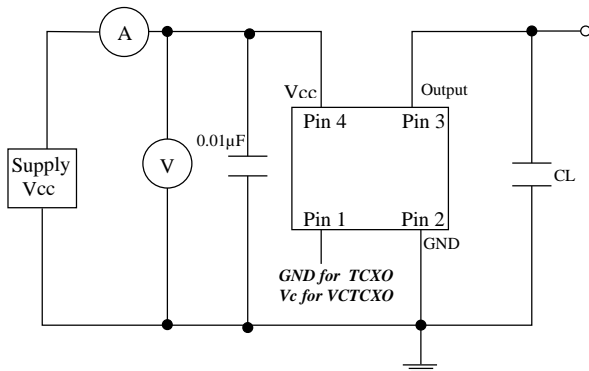 A
Vcc
Output
Pin 4
Pin 3
0.01µF
Supply
Vcc
V
CL
Pin 1
Pin 2
GND
GND for TCXO
Vc for VCTCXO